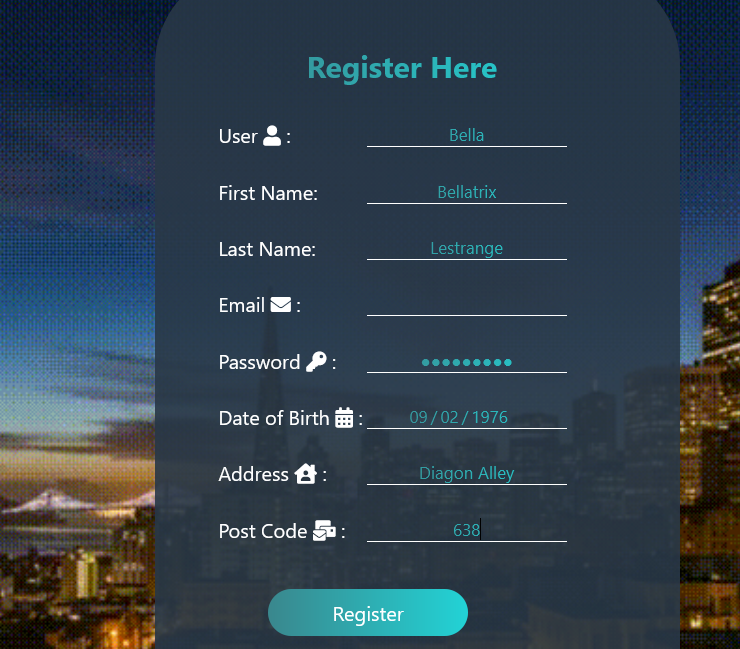 Register Here
User : Bella
First Name: Bellatrix
Last Name: Lestrange
Email :
Password : •••••••••
Date of Birth : 09 / 02 / 1976
Address : Diagon Alley
Post Code : 638
Register